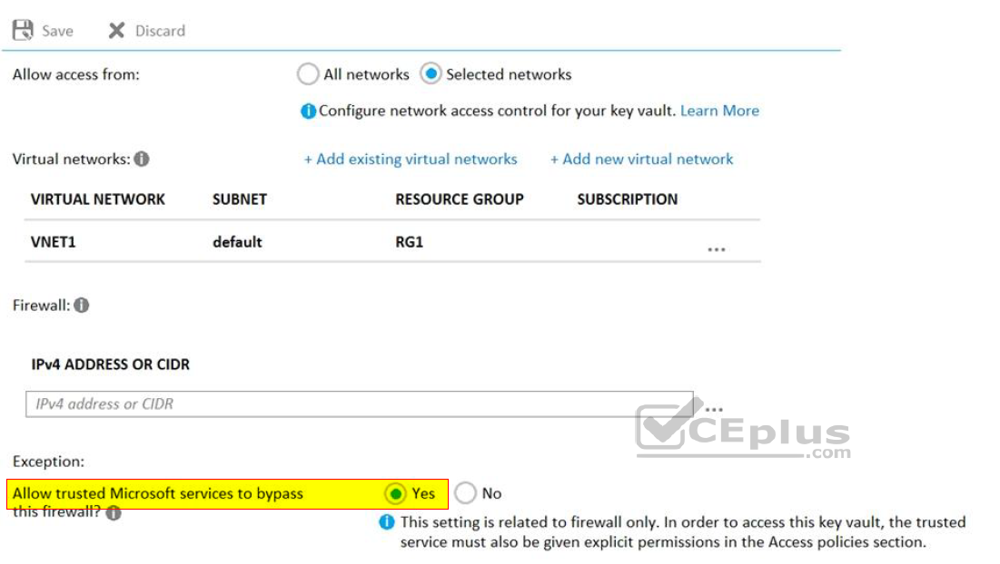 Save Discard
Allow access from: All networks Selected networks
Configure network access control for your key vault. Learn More
Virtual networks: + Add existing virtual networks + Add new virtual network
VIRTUAL NETWORK SUBNET RESOURCE GROUP SUBSCRIPTION
VNET1 default RG1 ...
Firewall:
IPv4 ADDRESS OR CIDR
IPv4 address or CIDR ...
CEplus
.com
Exception:
Allow trusted Microsoft services to bypass Yes No
this firewall?
This setting is related to firewall only. In order to access this key vault, the trusted
service must also be given explicit permissions in the Access policies section.